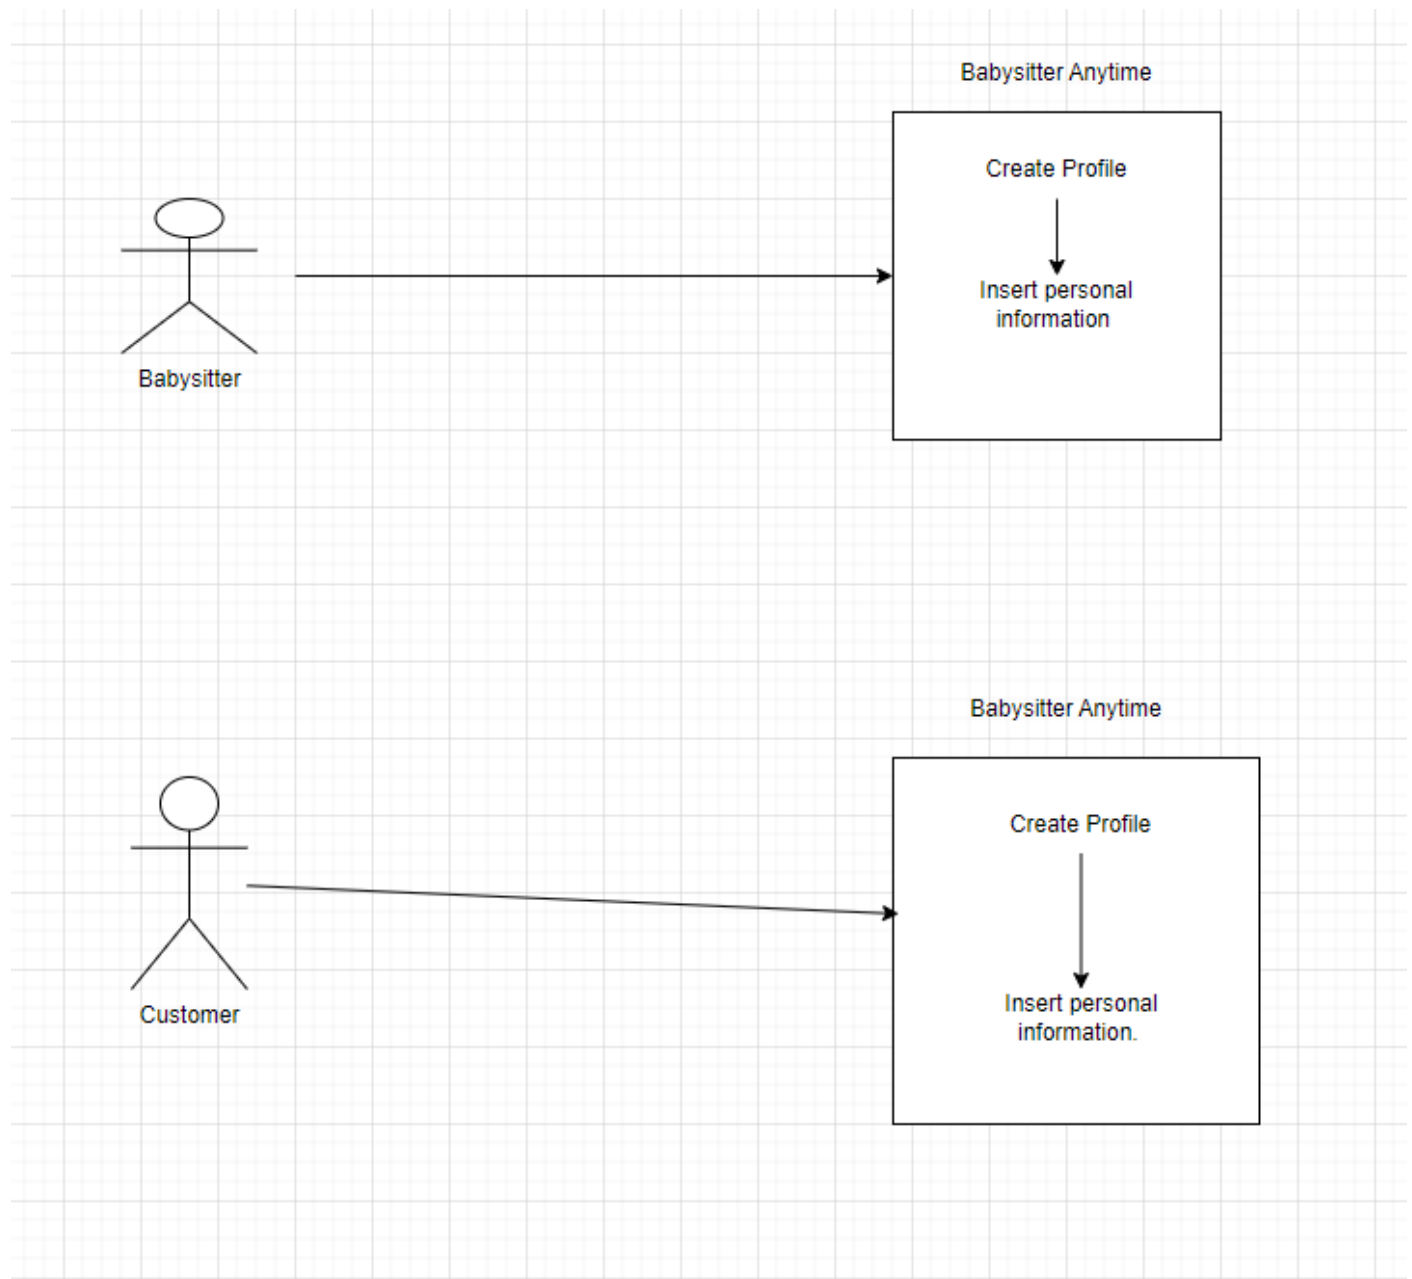 Babysitter Anytime
Create Profile
Insert personal
information
Babysitter
Babysitter Anytime
Create Profile
Insert personal
information.
Customer